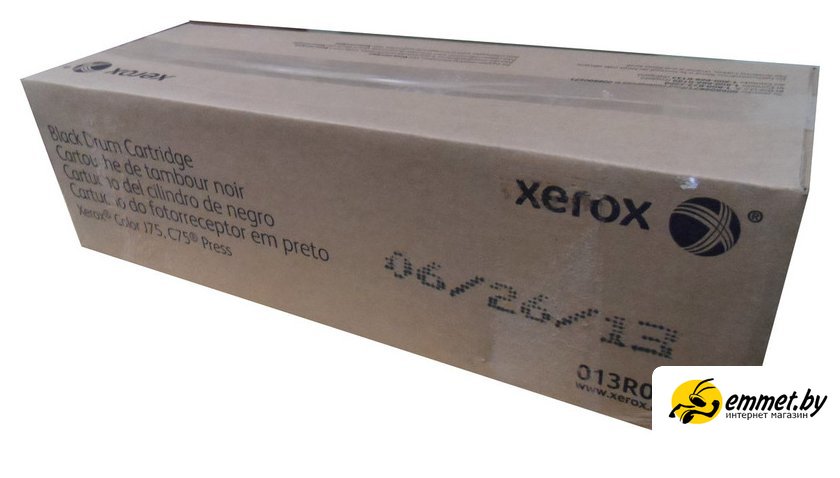 xerox
Black Drum Cartridge
Cartouche de tambour noir
Cartucho del cilindro de negro
Cartucho do fotorreceptor em preto
Xerox® Color J75, C75® Press
xerox ®
06/26/13
013R0
www.xerox.
emmet.by
интернет магазин